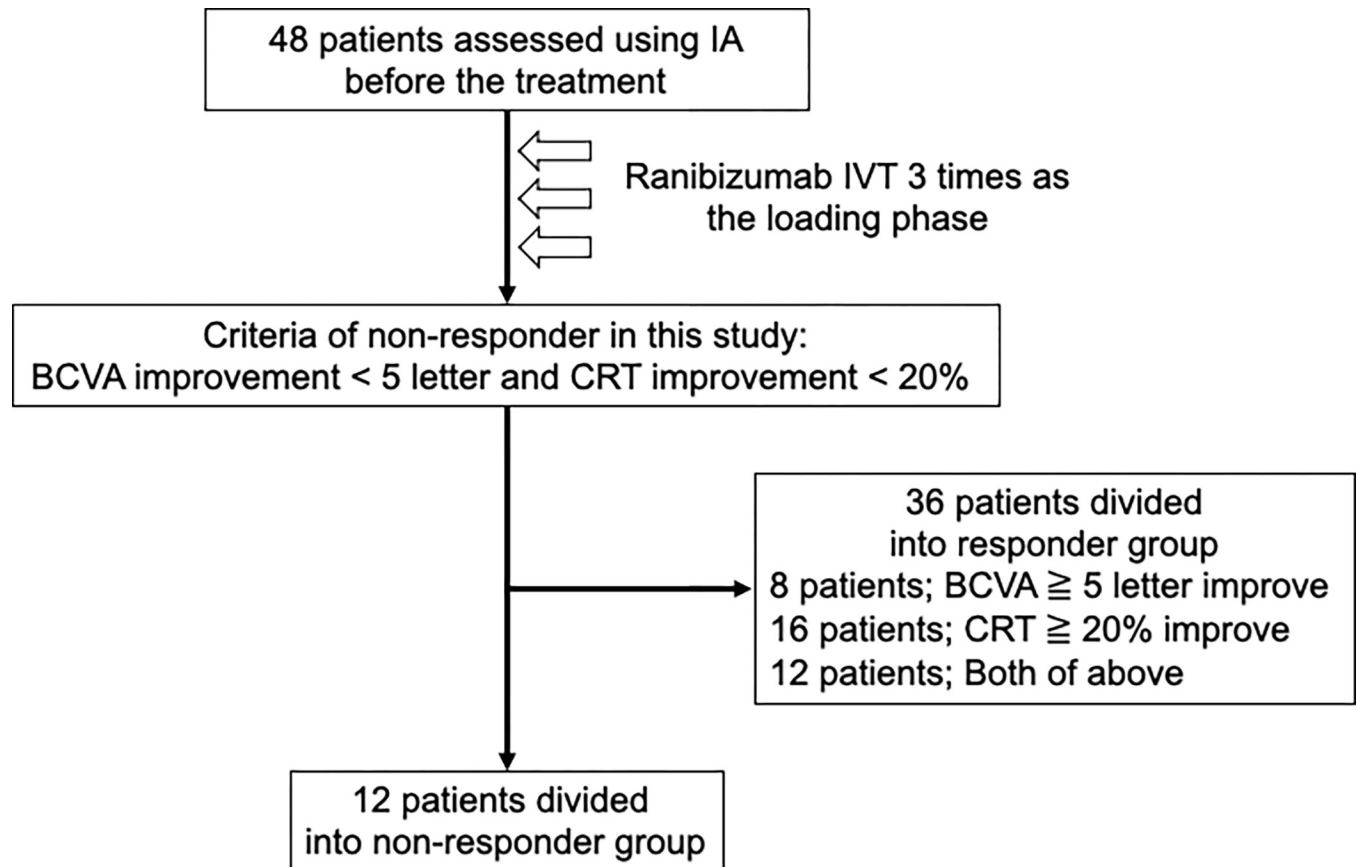 48 patients assessed using IA
before the treatment
Ranibizumab IVT 3 times as
the loading phase
Criteria of non-responder in this study:
BCVA improvement < 5 letter and CRT improvement < 20%
36 patients divided
into responder group
8 patients; BCVA ≧ 5 letter improve
16 patients; CRT ≧ 20% improve
12 patients; Both of above
12 patients divided
into non-responder group